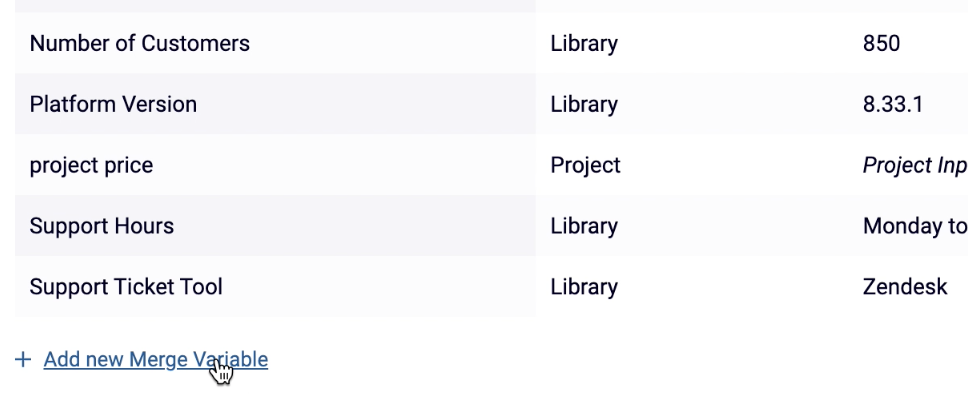 Number of Customers Library 850
Platform Version Library 8.33.1
project price Project Project Inp
Support Hours Library Monday to
Support Ticket Tool Library Zendesk
+ Add new Merge Variable